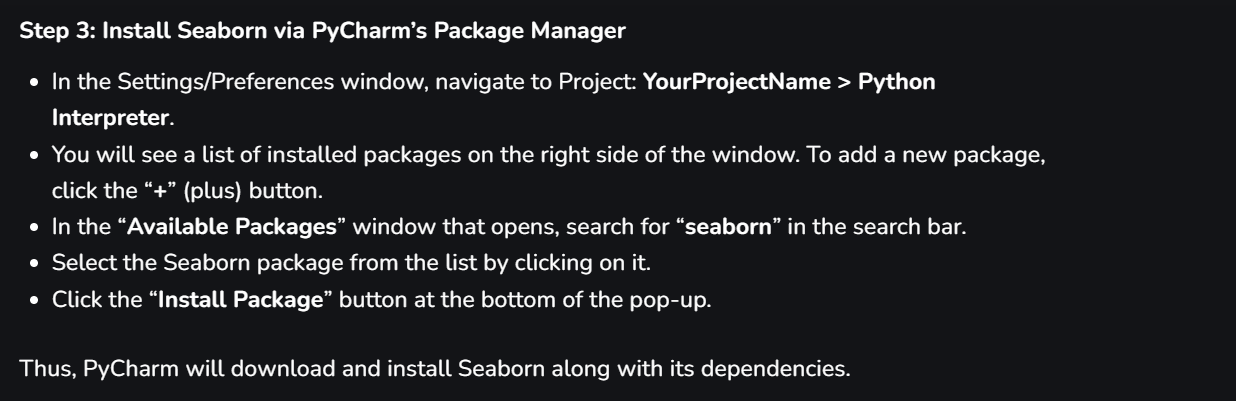 Step 3: Install Seaborn via PyCharm’s Package Manager
• In the Settings/Preferences window, navigate to Project: YourProjectName > Python
Interpreter.
• You will see a list of installed packages on the right side of the window. To add a new package,
click the “+” (plus) button.
• In the “Available Packages” window that opens, search for “seaborn” in the search bar.
• Select the Seaborn package from the list by clicking on it.
• Click the “Install Package” button at the bottom of the pop-up.
Thus, PyCharm will download and install Seaborn along with its dependencies.